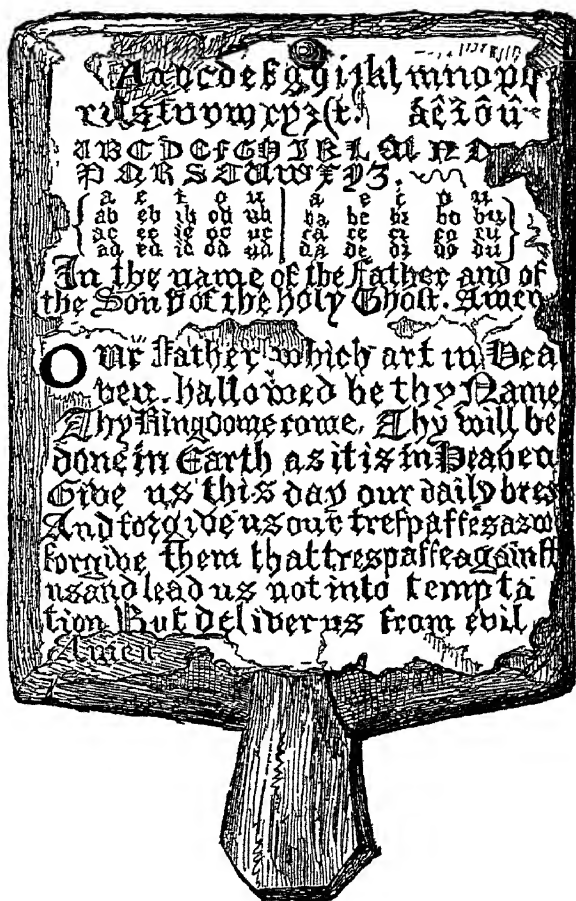 Aabcdefghijklmnopq
rſstuvwxyz&. áêîôû
ABCDEFGHIKLMNO
PQRSTUWXYZ.
a e i o u | a e i o u
ab eb ib ob ub | ba be bi bo bu
ac ec ic oc uc | ca ce ci co cu
ad ed id od ud | da de di do du
In the name of the Father and of
the Son & of the holy Ghoſt. Amen
Our Father which art in Hea
ven. hallowed be thy Name
Thy Kingdome come, Thy will be
done in Earth as it is in Heaven
Give us this day our daily brea
And forgive us our treſpaſſes as we
forgive them that trespaſſe againſt
us and lead us not into tempta
tion But deliver us from evil
Amen